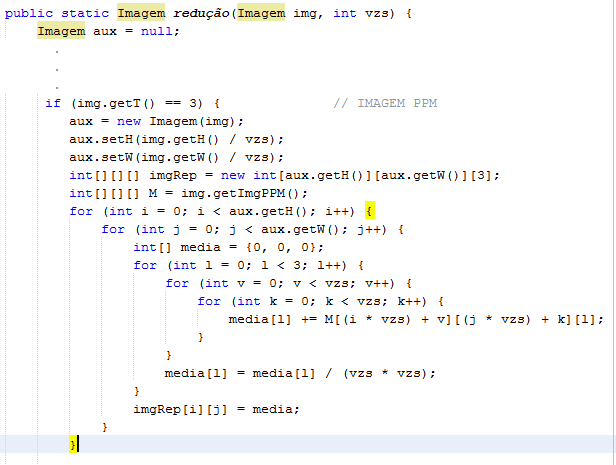 public static Imagem redução(Imagem img, int vzs) {
    Imagem aux = null;
      .
      .
      .
     if (img.getT() == 3) {              // IMAGEM PPM
        aux = new Imagem(img);
        aux.setH(img.getH() / vzs);
        aux.setW(img.getW() / vzs);
        int[][][] imgRep = new int[aux.getH()][aux.getW()][3];
        int[][][] M = img.getImgPPM();
        for (int i = 0; i < aux.getH(); i++) {
            for (int j = 0; j < aux.getW(); j++) {
                int[] media = {0, 0, 0};
                for (int l = 0; l < 3; l++) {
                    for (int v = 0; v < vzs; v++) {
                        for (int k = 0; k < vzs; k++) {
                            media[l] += M[(i * vzs) + v][(j * vzs) + k][l];
                        }
                    }
                    media[l] = media[l] / (vzs * vzs);
                }
                imgRep[i][j] = media;
            }
        }